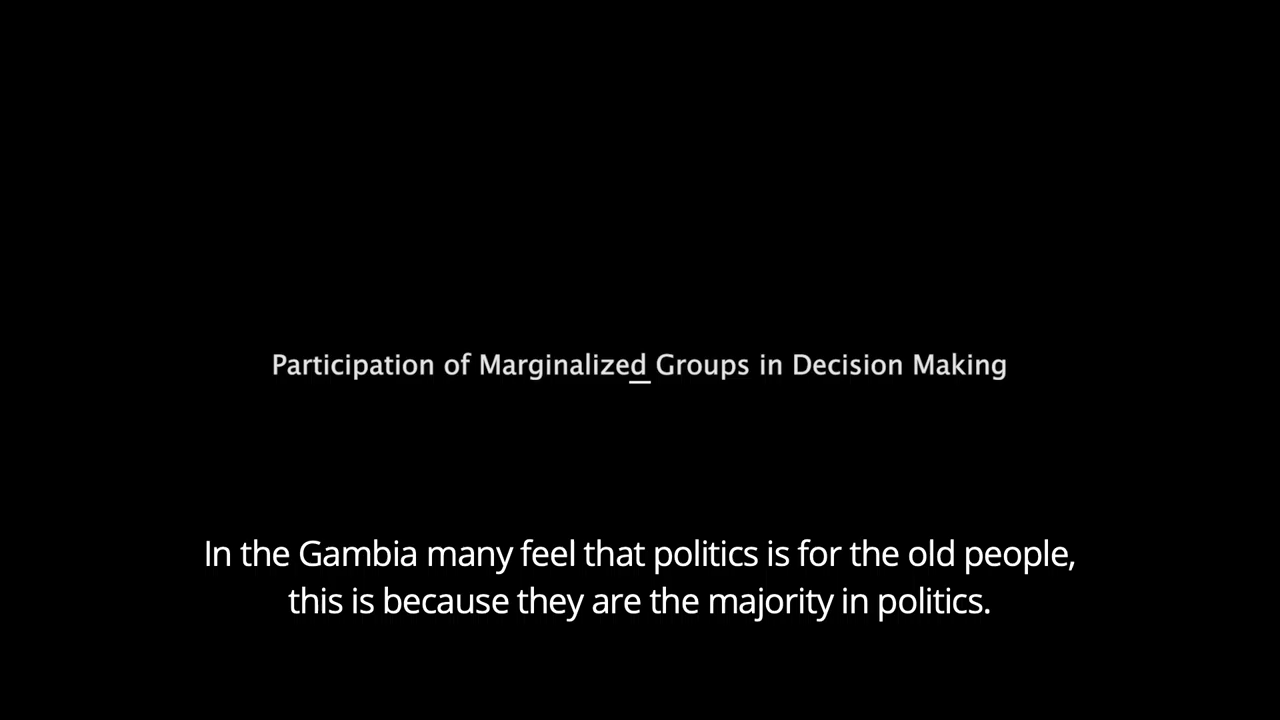 Participation of Marginalized Groups in Decision Making
In the Gambia many feel that politics is for the old people,
this is because they are the majority in politics.